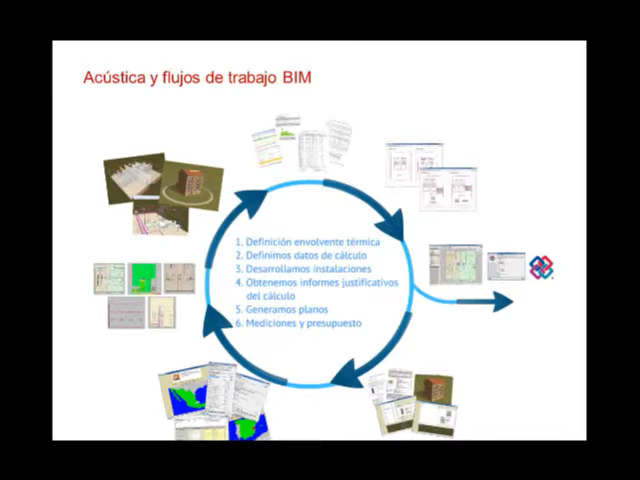 Acústica y flujos de trabajo BIM
1. Definición envolvente térmica
2. Definimos datos de cálculo
3. Desarrollamos instalaciones
4. Obtenemos informes justificativos
del cálculo
5. Generamos planos
6. Mediciones y presupuesto